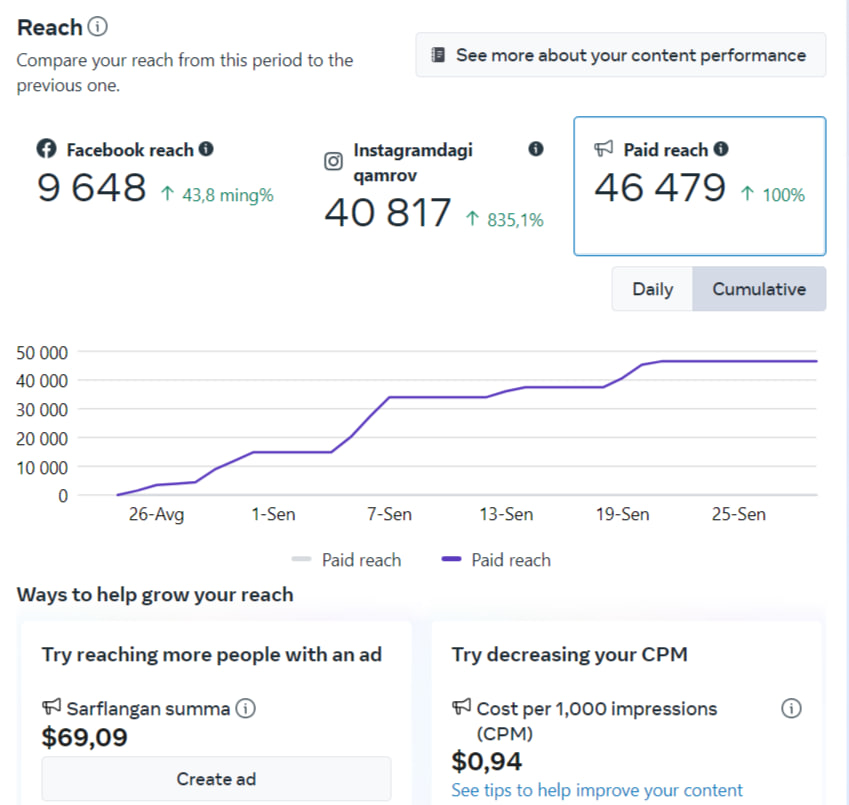 Reach
Compare your reach from this period to the
previous one.
See more about your content performance
Facebook reach
9 648 ↑ 43,8 ming%
Instagramdagi
qamrov
40 817 ↑ 835,1%
Paid reach
46 479 ↑ 100%
Daily
Cumulative
50 000
40 000
30 000
20 000
10 000
0
26-Avg 1-Sen 7-Sen 13-Sen 19-Sen 25-Sen
Paid reach Paid reach
Ways to help grow your reach
Try reaching more people with an ad
Sarflangan summa
$69,09
Create ad
Try decreasing your CPM
Cost per 1,000 impressions
(CPM)
$0,94
See tips to help improve your content